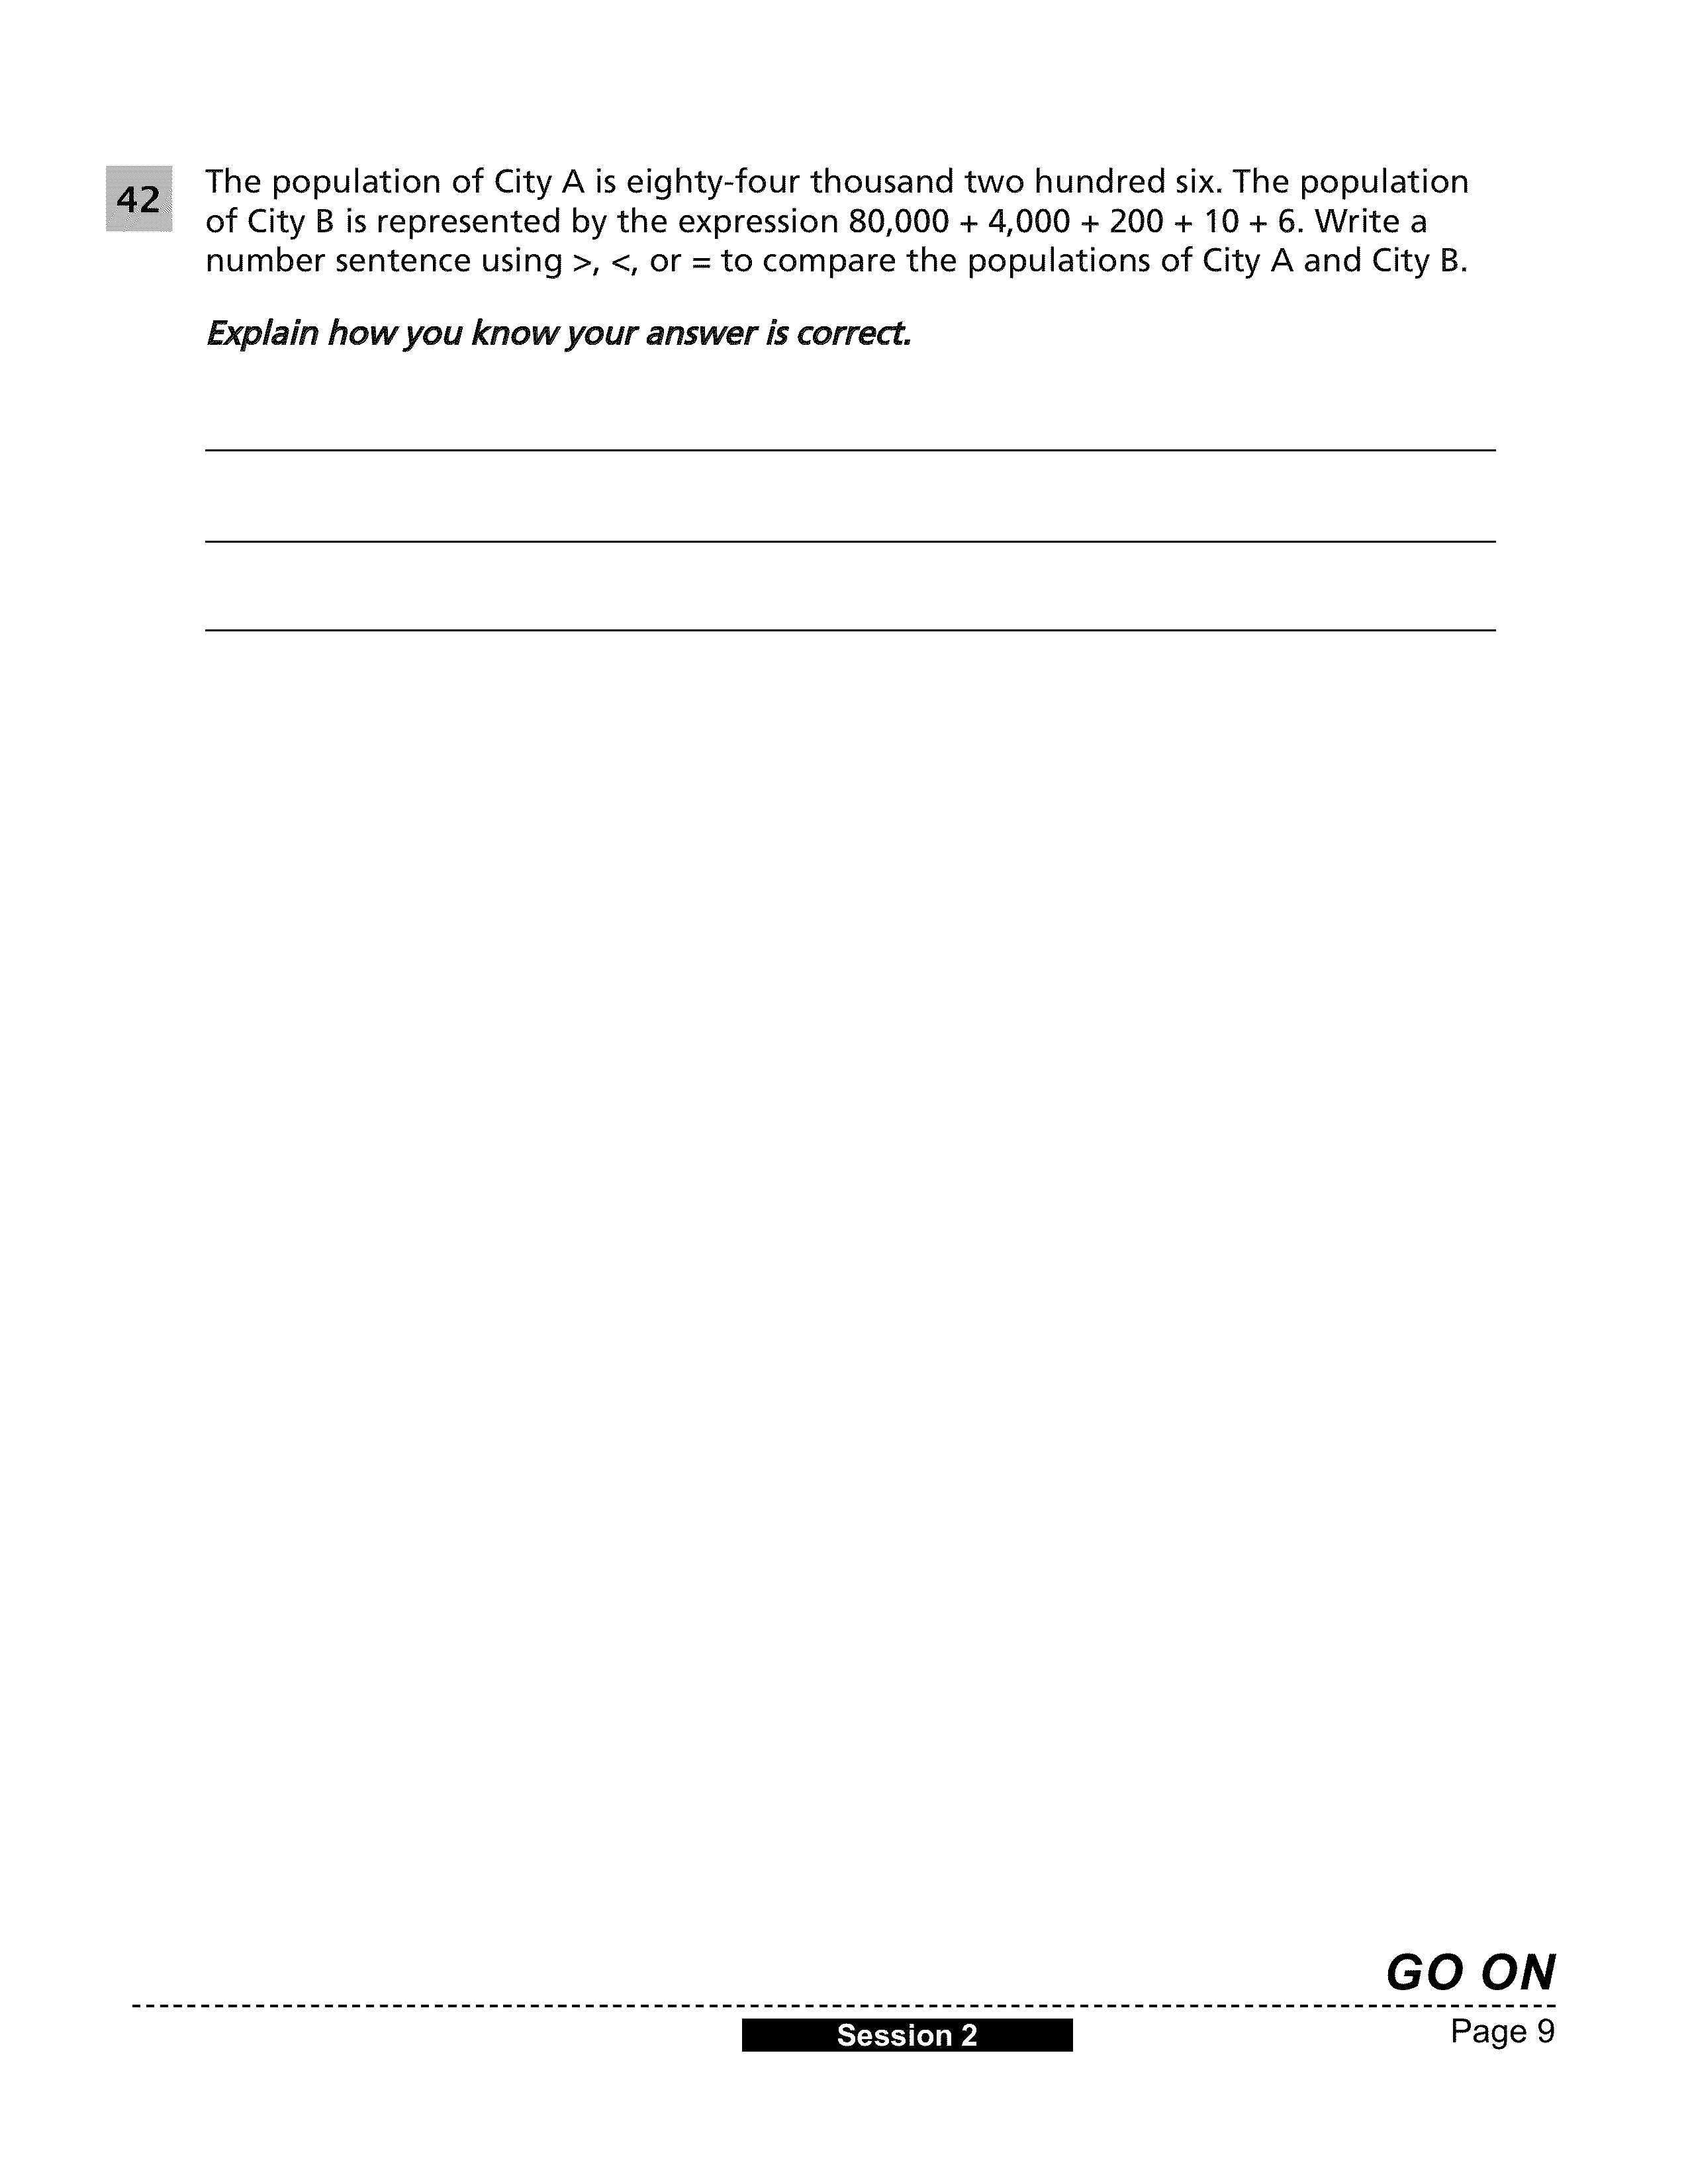 42
The population of City A is eighty-four thousand two hundred six. The population
of City B is represented by the expression 80,000 + 4,000 + 200 + 10 + 6. Write a
number sentence using >, <, or = to compare the populations of City A and City B.
Explain how you know your answer is correct.
GO ON
Session 2
Page 9